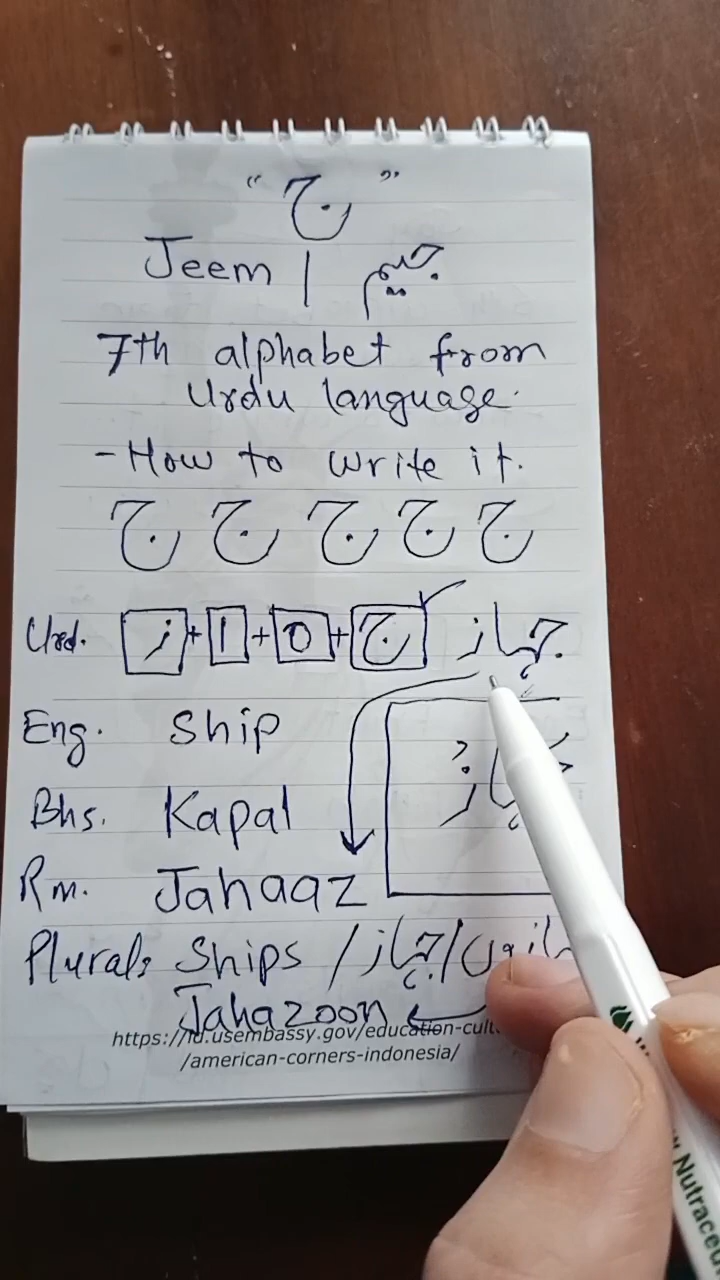 “ ج ”
Jeem | جیم
7th alphabet from
Urdu language.
- How to write it.
ج ج ج ج ج
Urd. ز + ا + ہ + ج جہاز
Eng. Ship
Bhs. Kapal
Rm. Jahaaz
Plural: Ships / جہاز /
Jahazoon
https://id.usembassy.gov/education-cult
/american-corners-indonesia/
Nutrace